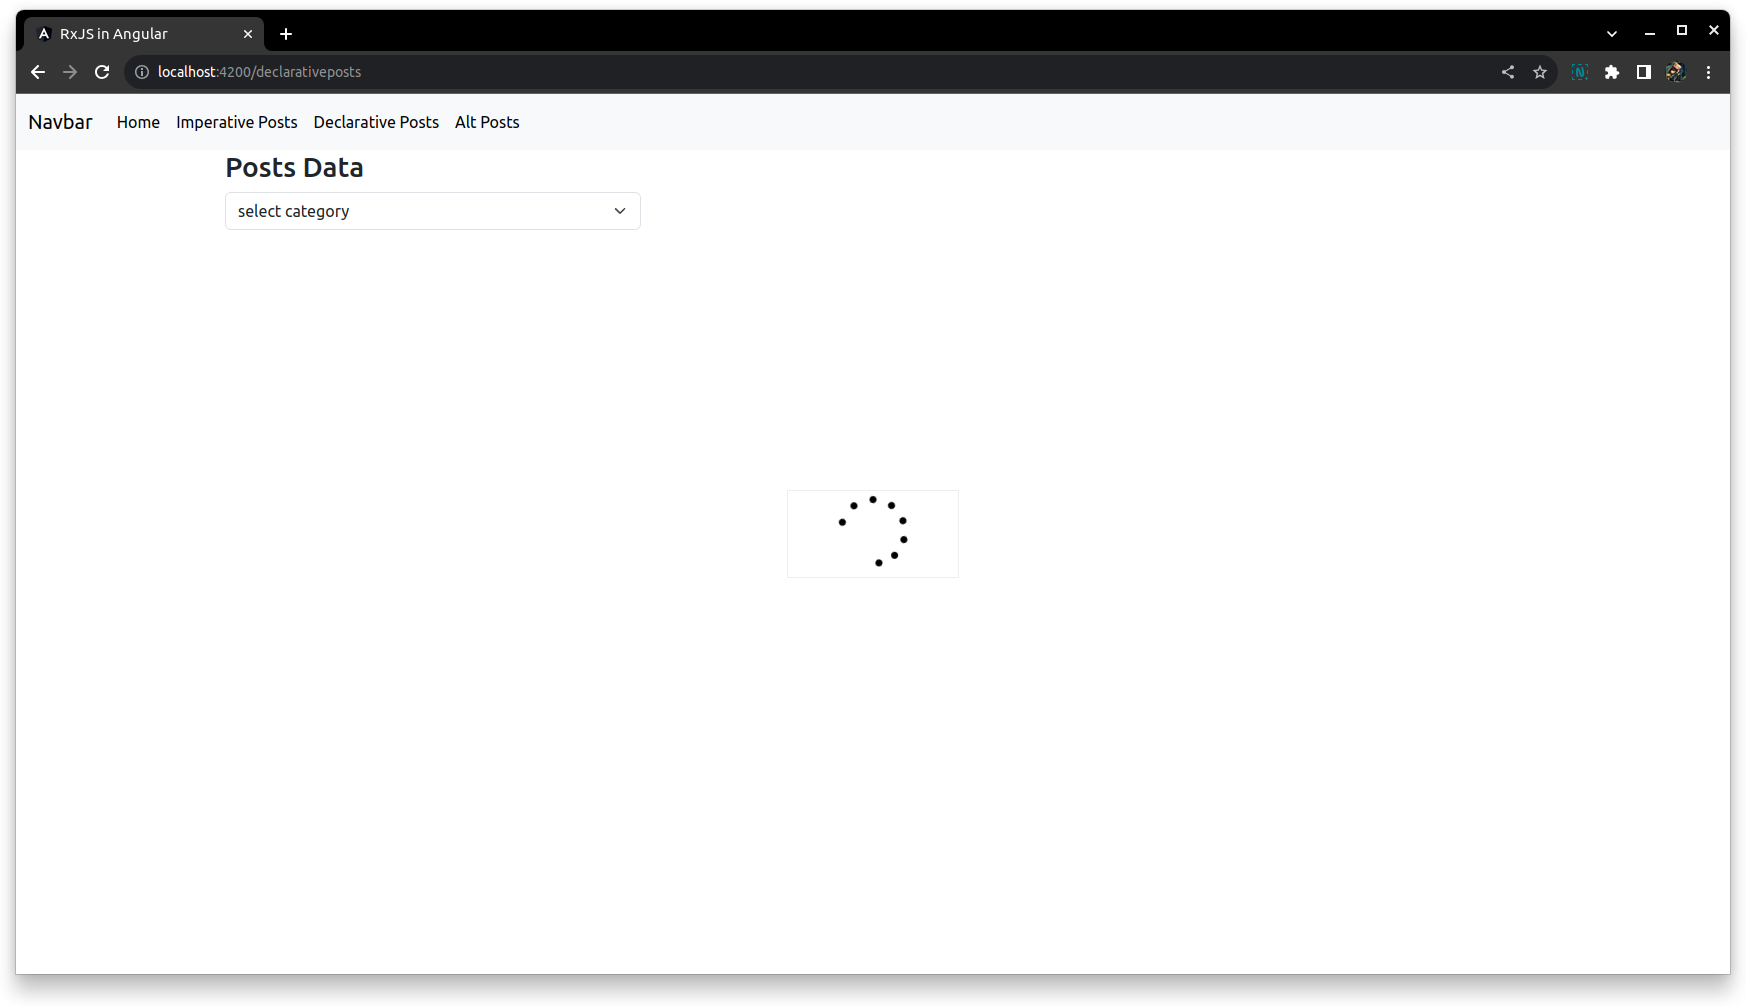 RxJS in Angular
localhost:4200/declarativeposts
Navbar Home Imperative Posts Declarative Posts Alt Posts
Posts Data
select category